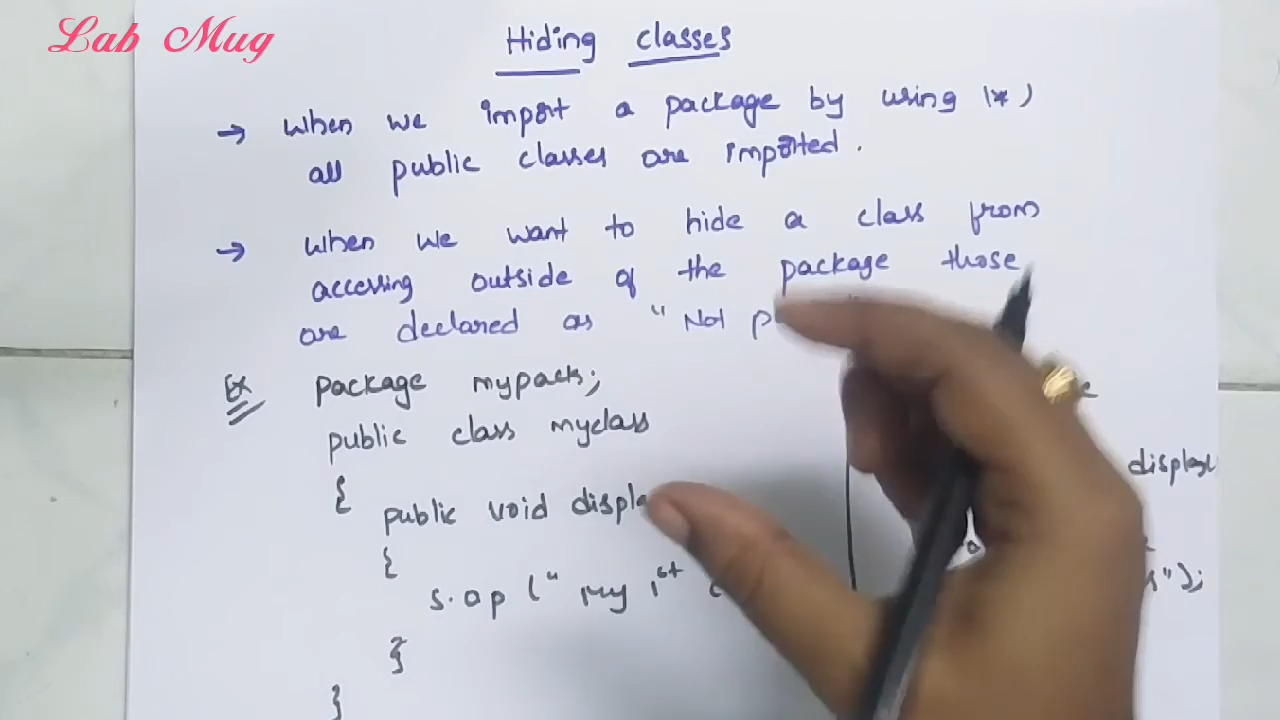 Lab Mug
Hiding classes
→ When we import a package by using (*)
all public classes are imported.
→ When we want to hide a class from
accessing outside of the package those
are declared as "Not
Ex package mypack;
public class myclass
{
public void
display
{
s.op (" My 1st
");
}
}